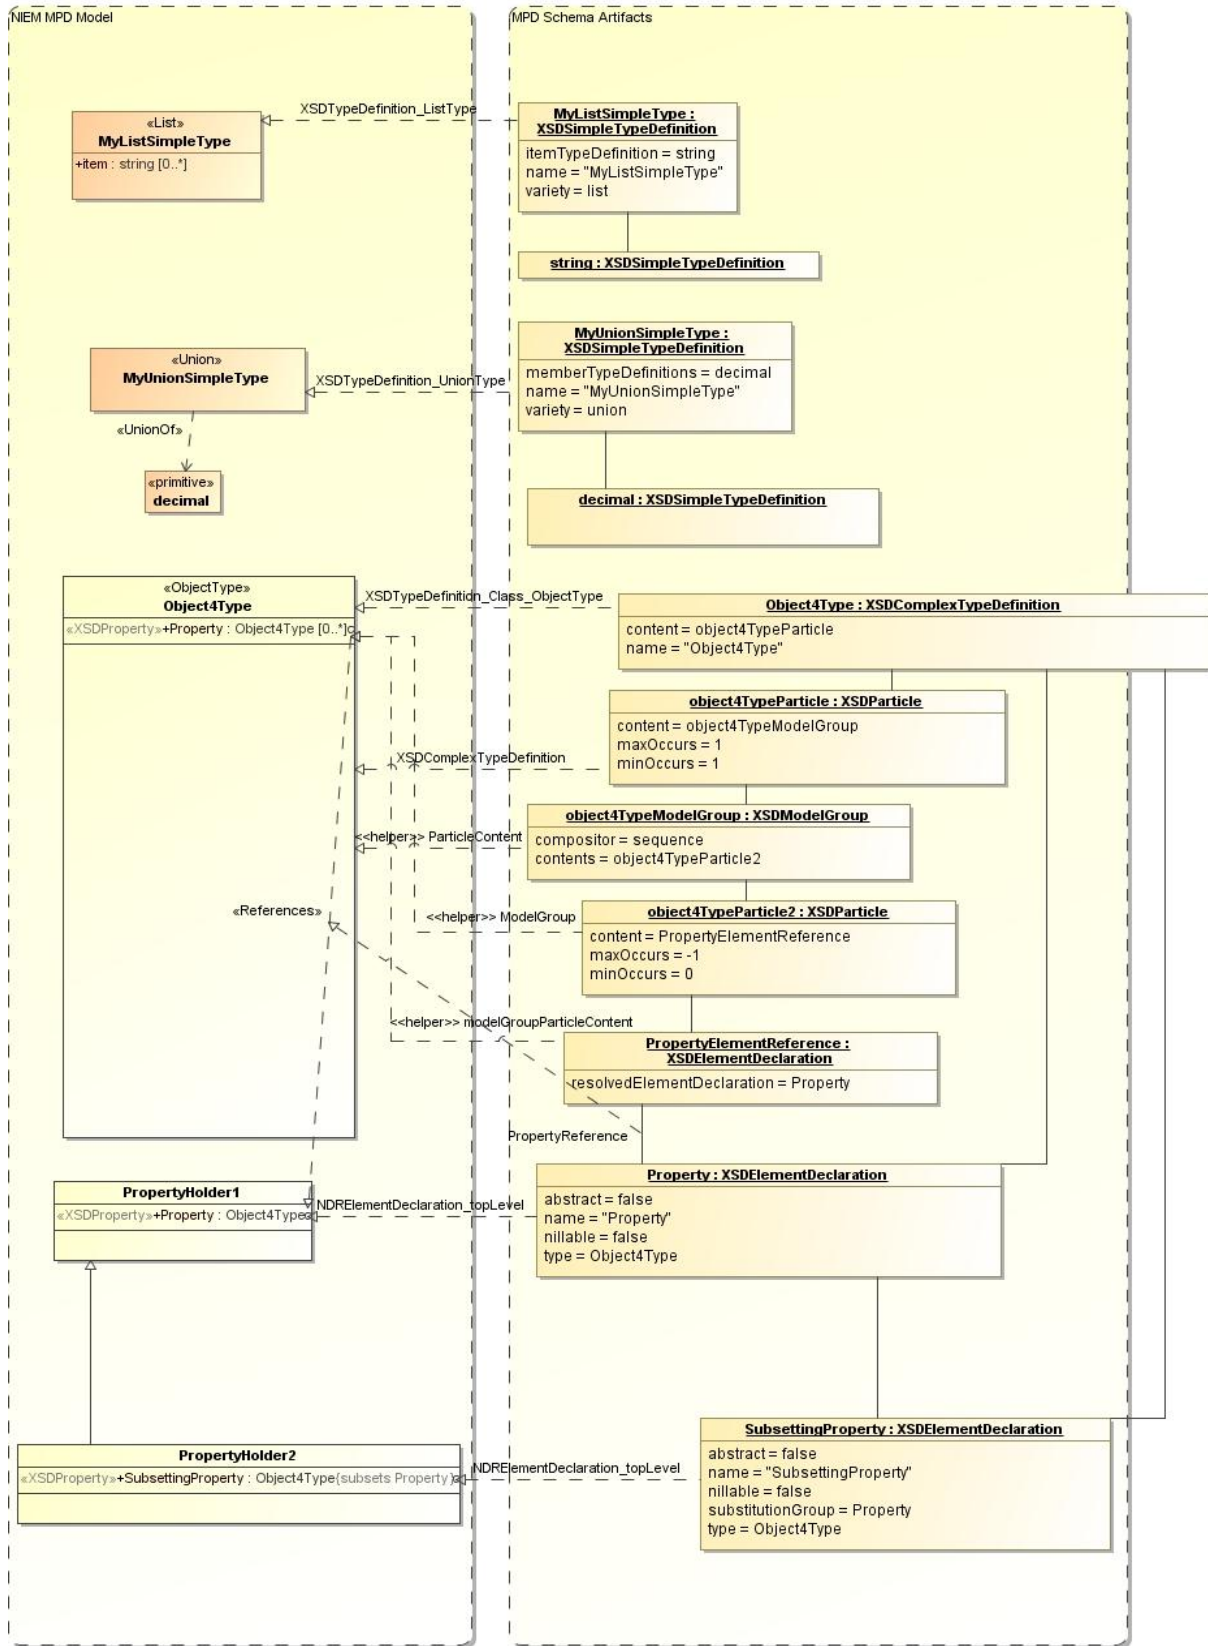 NIEM MPD Model
MPD Schema Artifacts
«List»
MyListSimpleType
+item : string [0..*]
XSDTypeDefinition_ListType
MyListSimpleType :
XSDSimpleTypeDefinition
itemTypeDefinition = string
name = "MyListSimpleType"
variety = list
string : XSDSimpleTypeDefinition
«Union»
MyUnionSimpleType
XSDTypeDefinition_UnionType
«UnionOf»
«primitive»
decimal
MyUnionSimpleType :
XSDSimpleTypeDefinition
memberTypeDefinitions = decimal
name = "MyUnionSimpleType"
variety = union
decimal : XSDSimpleTypeDefinition
«ObjectType»
Object4Type
«XSDProperty»+Property : Object4Type [0..*]
XSDTypeDefinition_Class_ObjectType
Object4Type : XSDComplexTypeDefinition
content = object4TypeParticle
name = "Object4Type"
object4TypeParticle : XSDParticle
content = object4TypeModelGroup
maxOccurs = 1
minOccurs = 1
XSDComplexTypeDefinition
object4TypeModelGroup : XSDModelGroup
compositor = sequence
contents = object4TypeParticle2
<<helper>> ParticleContent
«References»
<<helper>> ModelGroup
object4TypeParticle2 : XSDParticle
content = PropertyElementReference
maxOccurs = -1
minOccurs = 0
<<helper>> modelGroupParticleContent
PropertyElementReference :
XSDElementDeclaration
resolvedElementDeclaration = Property
PropertyReference
PropertyHolder1
«XSDProperty»+Property : Object4Type
NDRElementDeclaration_topLevel
Property : XSDElementDeclaration
abstract = false
name = "Property"
nillable = false
type = Object4Type
PropertyHolder2
«XSDProperty»+SubsettingProperty : Object4Type{subsets Property}
NDRElementDeclaration_topLevel
SubsettingProperty : XSDElementDeclaration
abstract = false
name = "SubsettingProperty"
nillable = false
substitutionGroup = Property
type = Object4Type